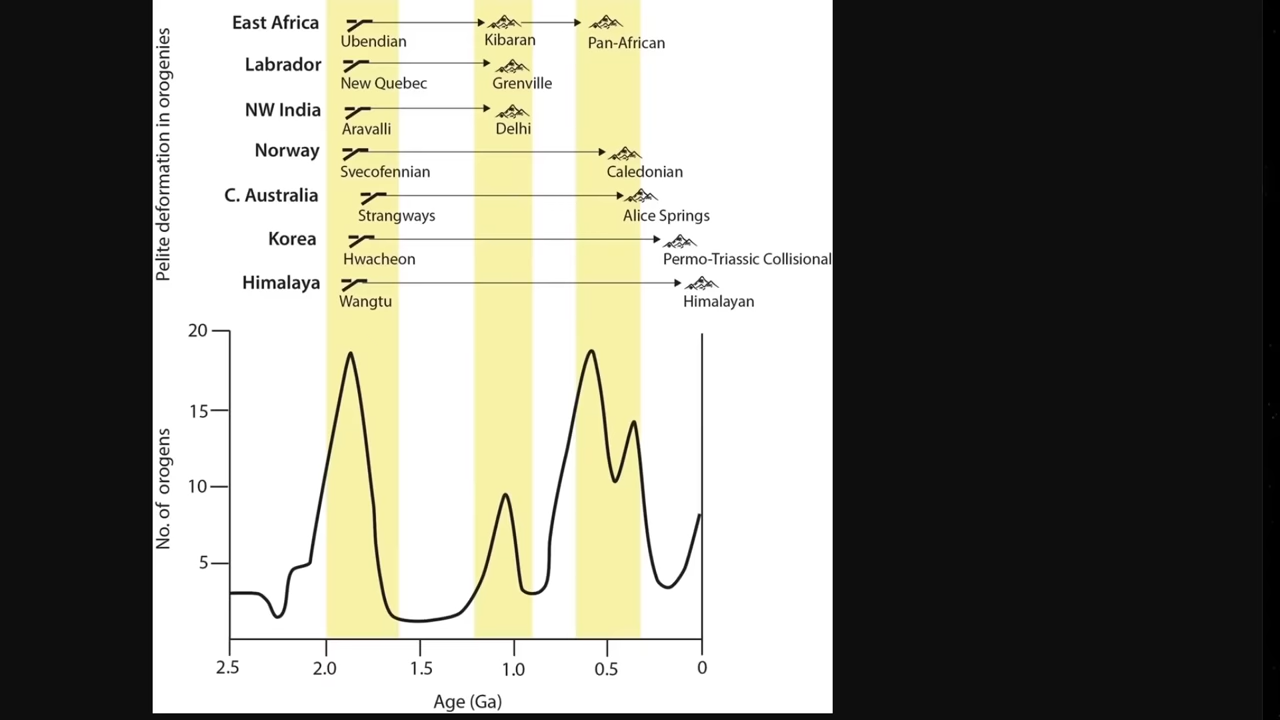 Pelite deformation in orogenies
East Africa
Ubendian
Kibaran
Pan-African
Labrador
New Quebec
Grenville
NW India
Aravalli
Delhi
Norway
Svecofennian
Caledonian
C. Australia
Strangways
Alice Springs
Korea
Hwacheon
Permo-Triassic Collisional
Himalaya
Wangtu
Himalayan
No. of orogens
20
15
10
5
2.5
2.0
1.5
1.0
0.5
0
Age (Ga)